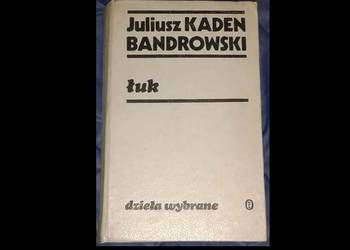 Juliusz KADEN
BANDROWSKI
łuk
dzieła wybrane